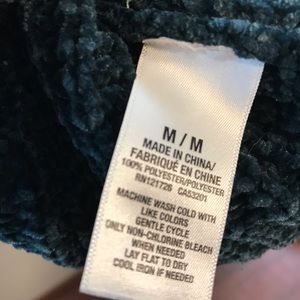 M / M
MADE IN CHINA/
FABRIQUÉ EN CHINE
100% POLYESTER/POLYESTER
RN121726 CA53201
MACHINE WASH COLD WITH
LIKE COLORS
GENTLE CYCLE
ONLY NON-CHLORINE BLEACH
WHEN NEEDED
LAY FLAT TO DRY
COOL IRON IF NEEDED